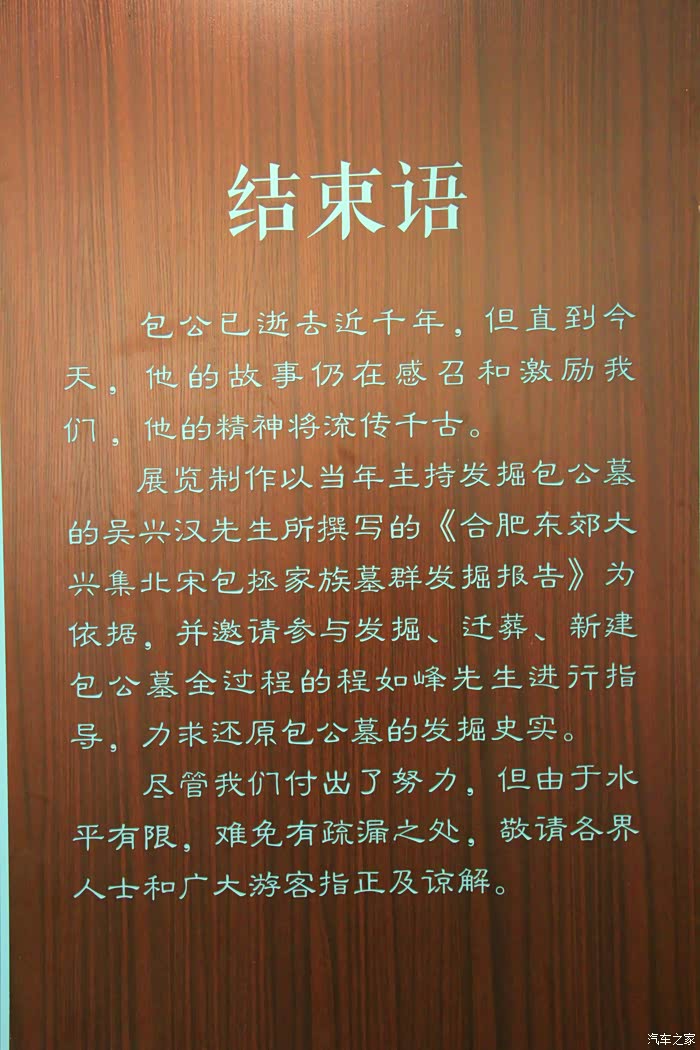 结束语
包公已逝去近千年，但直到今
天，他的故事仍在感召和激励我
们，他的精神将流传千古。
展览制作以当年主持发掘包公墓
的吴兴汉先生所撰写的《合肥东郊大
兴集北宋包拯家族墓群发掘报告》为
依据，并邀请参与发掘、迁葬、新建
包公墓全过程的程如峰先生进行指
导，力求还原包公墓的发掘史实。
尽管我们付出了努力，但由于水
平有限，难免有疏漏之处，敬请各界
人士和广大游客指正及谅解。
汽车之家